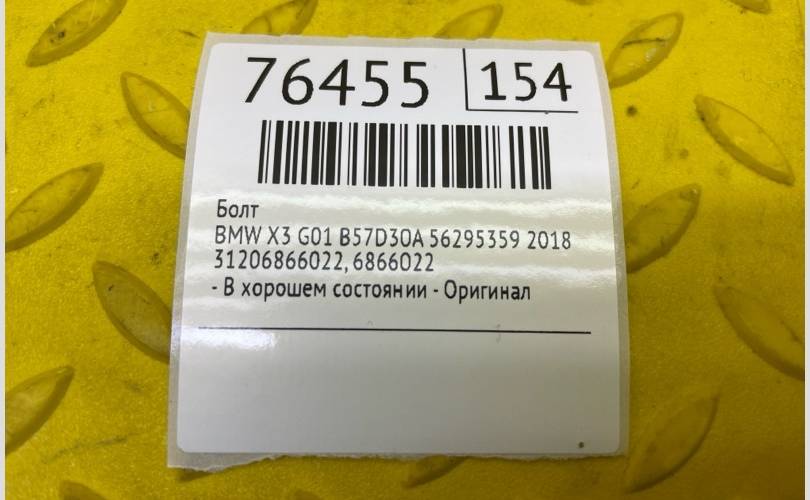 76455 154
Болт
BMW X3 G01 B57D30A 56295359 2018
31206866022, 6866022
- В хорошем состоянии - Оригинал